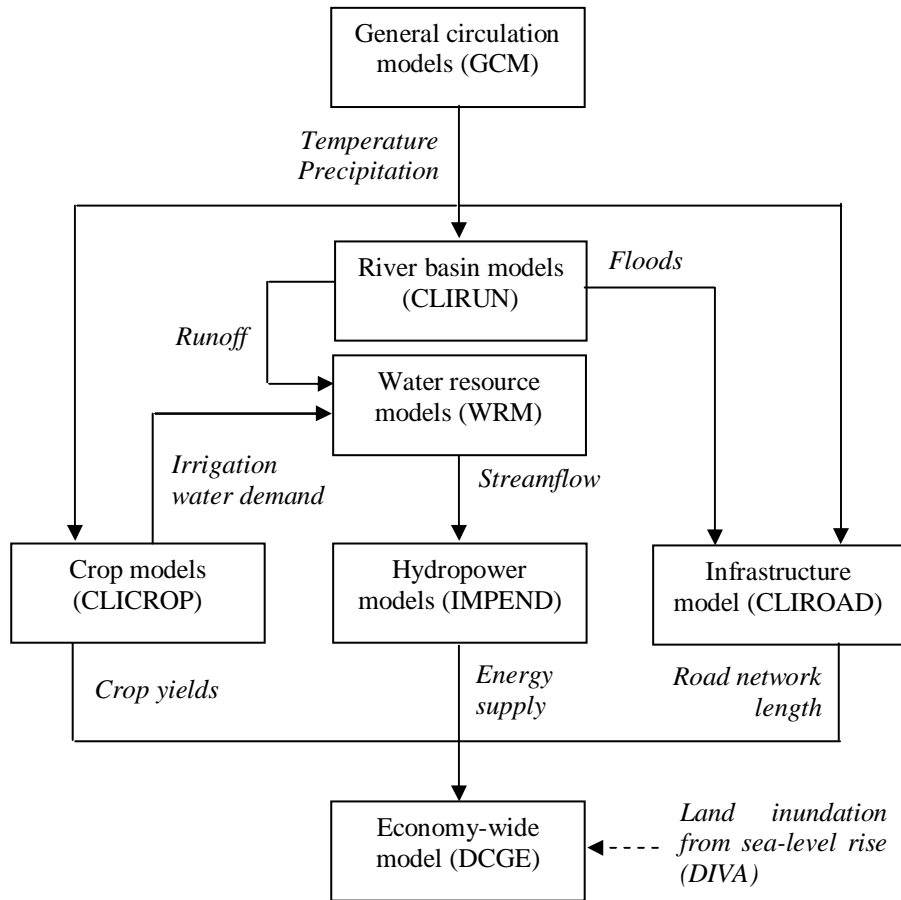 General circulation
models (GCM)
Temperature
Precipitation
River basin models
(CLIRUN)
Floods
Runoff
Water resource
models (WRM)
Irrigation
water demand
Streamflow
Crop models
(CLICROP)
Hydropower
models (IMPEND)
Infrastructure
model (CLIROAD)
Crop yields
Energy
supply
Road network
length
Economy-wide
model (DCGE)
Land inundation
from sea-level rise
(DIVA)